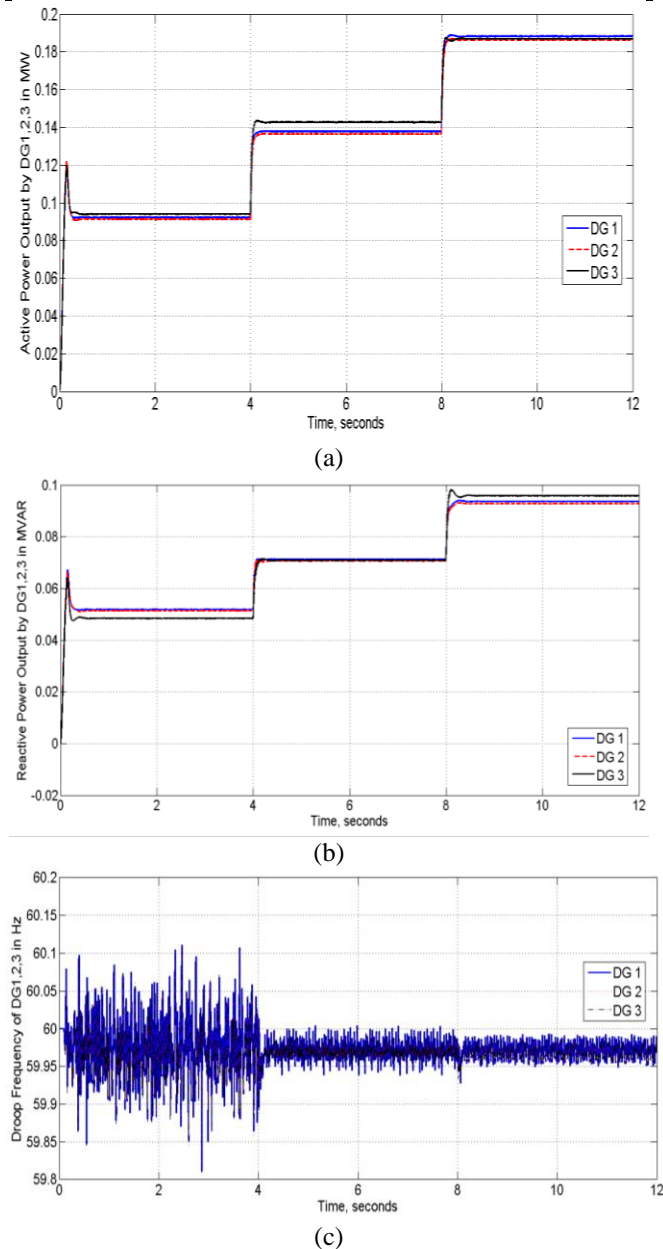 0.2
0.18
0.16
0.14
0.12
0.1
0.08
0.06
0.04
0.02
0
Active Power Output by DG1,2,3 in MW
DG 1
DG 2
DG 3
0 2 4 6 8 10 12
Time, seconds
(a)
0.1
0.08
0.06
0.04
0.02
0
-0.02
Reactive Power Output by DG1,2,3 in MVAR
DG 1
DG 2
DG 3
0 2 4 6 8 10 12
Time, seconds
(b)
60.2
60.15
60.1
60.05
60
59.95
59.9
59.85
59.8
Droop Frequency of DG1,2,3 in Hz
DG 1
DG 2
DG 3
0 2 4 6 8 10 12
Time, seconds
(c)